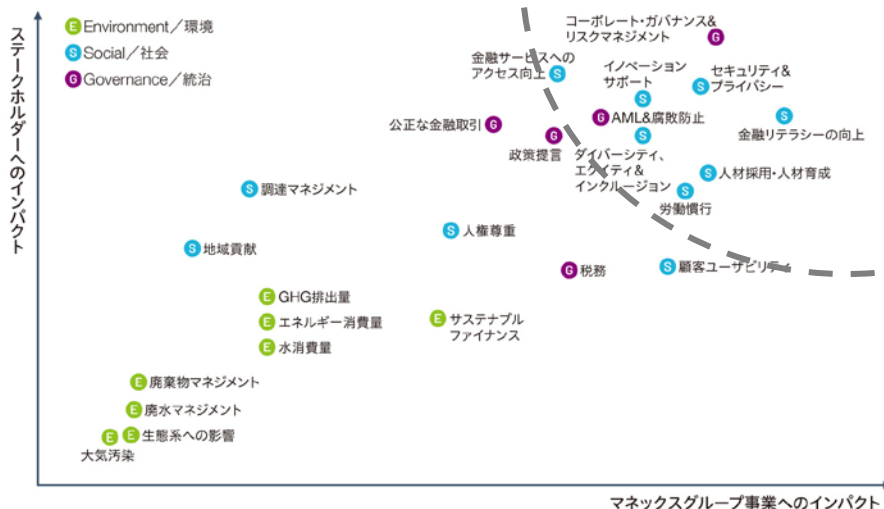 ステークホルダーへのインパクト
E Environment/環境
S Social/社会
G Governance/統治
コーポレート・ガバナンス&
リスクマネジメント
G
金融サービスへの
アクセス向上
S
イノベーション
サポート
S
セキュリティ&
プライバシー
S
公正な金融取引
G
G AML&腐敗防止
S
金融リテラシーの向上
G
政策提言
S
ダイバーシティ、
エクイティ&
インクルージョン
S 人材採用・人材育成
S
労働慣行
S 調達マネジメント
S 人権尊重
S 地域貢献
G 税務
S 顧客ユーザビリティ
E GHG排出量
E エネルギー消費量
E 水消費量
E サステナブル
ファイナンス
E 廃棄物マネジメント
E 廃水マネジメント
E
E 生態系への影響
大気汚染
マネックスグループ事業へのインパクト